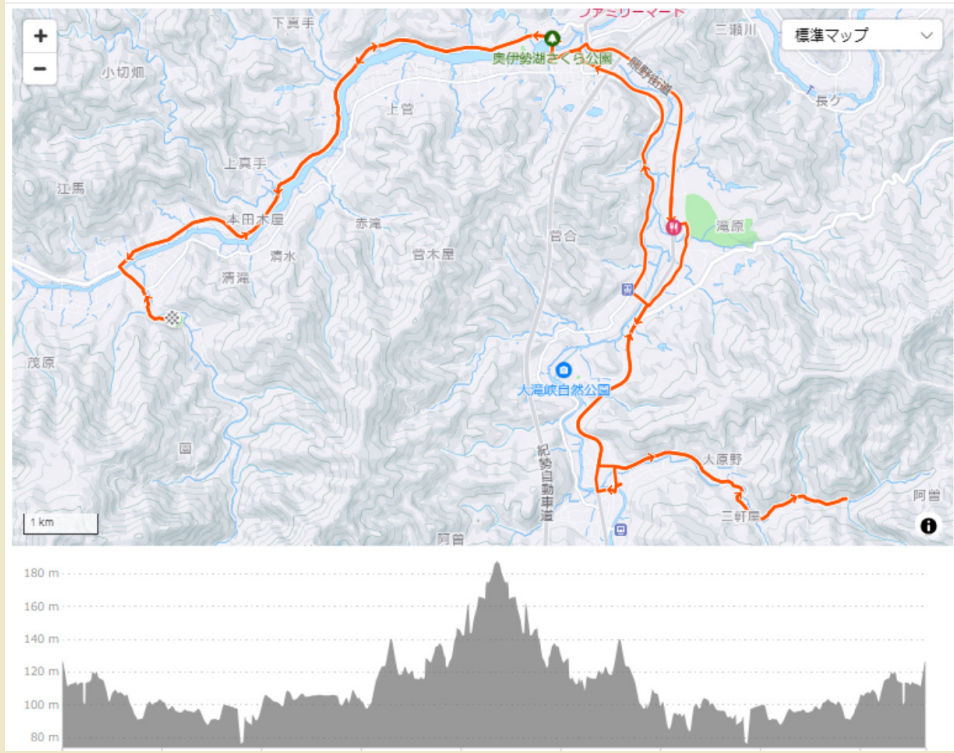 ファミリーマート
下真手
三瀬川
標準マップ
+
−
小切畑
奥伊勢湖さくら公園
熊野街道
長ケ
上菅
上真手
江馬
本田木屋
赤滝
菅合
滝原
清水
菅木屋
清滝
茂原
大滝峡自然公園
薗
紀勢自動車道
大原野
阿曽
二軒屋
1 km
阿曽
180 m
160 m
140 m
120 m
100 m
80 m